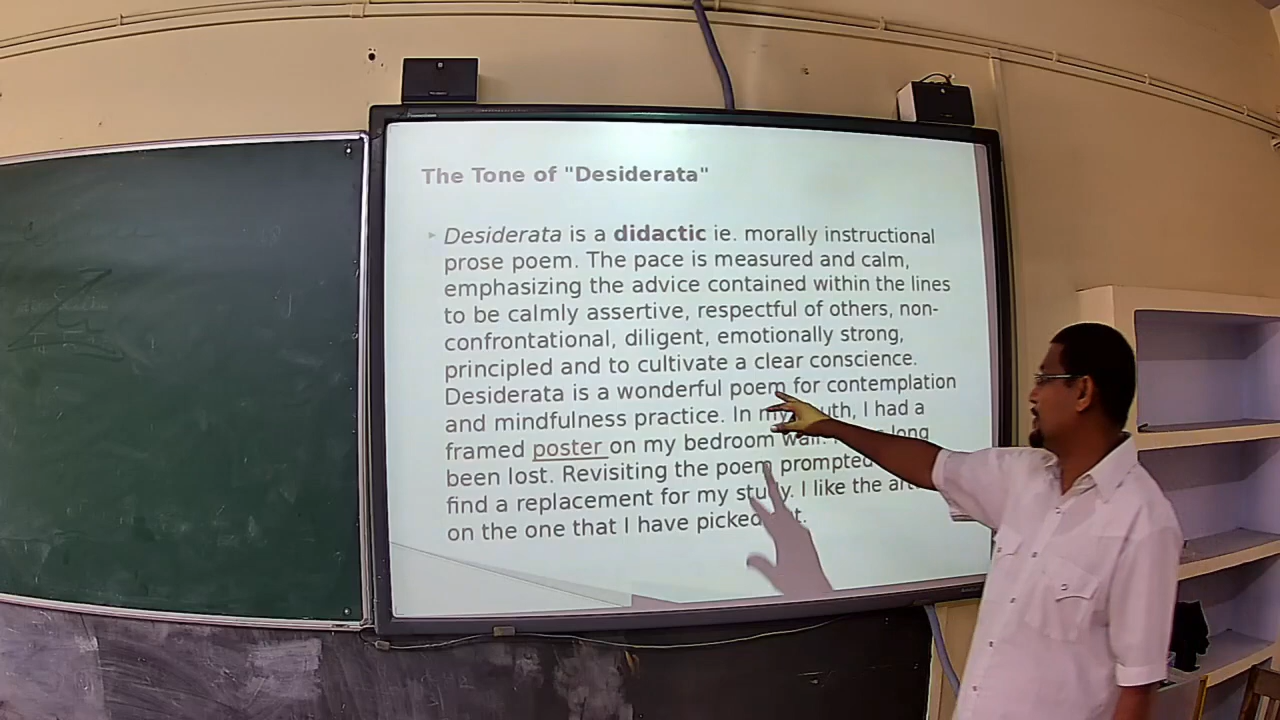 The Tone of "Desiderata"
Desiderata is a didactic ie. morally instructional
prose poem. The pace is measured and calm,
emphasizing the advice contained within the lines
to be calmly assertive, respectful of others, non-
confrontational, diligent, emotionally strong,
principled and to cultivate a clear conscience.
Desiderata is a wonderful poem for contemplation
and mindfulness practice. In my I had a
framed poster on my bedroom wall. long
been lost. Revisiting the poem prompted
find a replacement for my study. I like the
on the one that I have picked